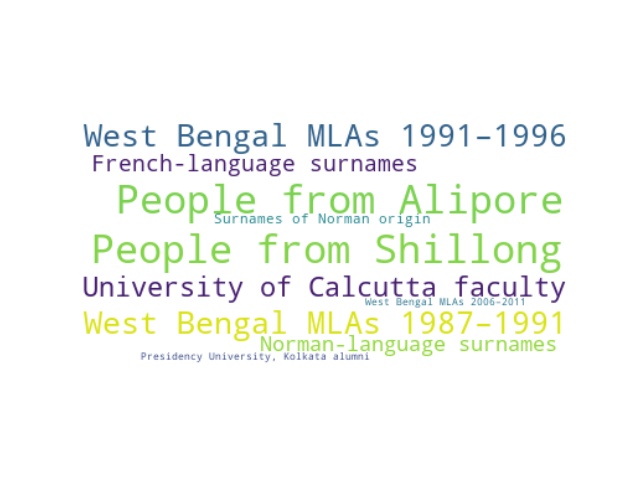 West Bengal MLAs 1991–1996
French-language surnames
People from Alipore
Surnames of Norman origin
People from Shillong
University of Calcutta faculty
West Bengal MLAs 2006–2011
West Bengal MLAs 1987–1991
Norman-language surnames
Presidency University, Kolkata alumni